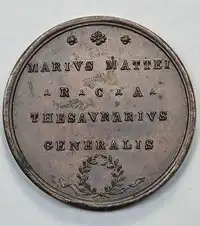 MARIVS MATTEI
R · C · A
THESAVRARIVS
GENERALIS